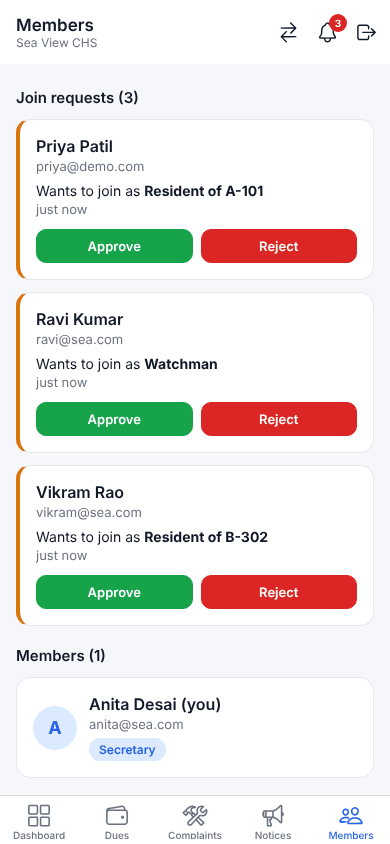 Members
Sea View CHS
3
Join requests (3)
Priya Patil
priya@demo.com
Wants to join as Resident of A-101
just now
Approve
Reject
Ravi Kumar
ravi@sea.com
Wants to join as Watchman
just now
Approve
Reject
Vikram Rao
vikram@sea.com
Wants to join as Resident of B-302
just now
Approve
Reject
Members (1)
A
Anita Desai (you)
anita@sea.com
Secretary
Dashboard
Dues
Complaints
Notices
Members